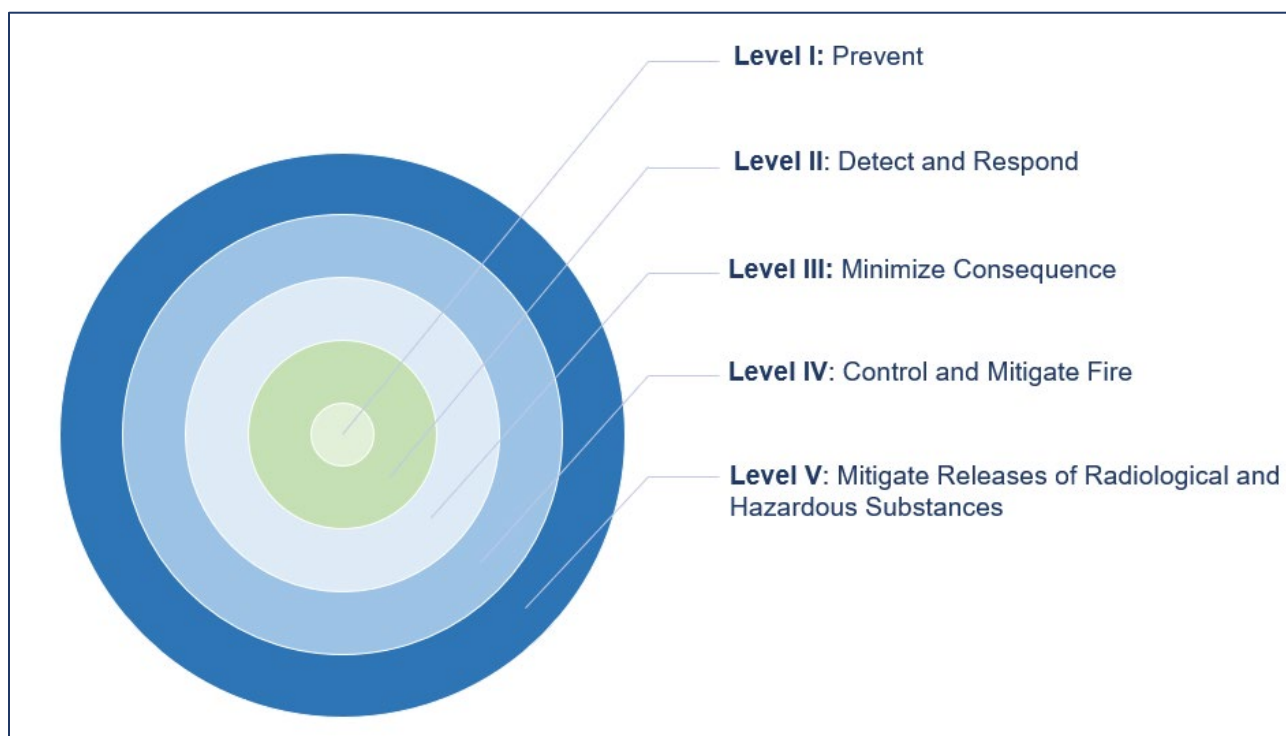 Level I: Prevent
Level II: Detect and Respond
Level III: Minimize Consequence
Level IV: Control and Mitigate Fire
Level V: Mitigate Releases of Radiological and
Hazardous Substances